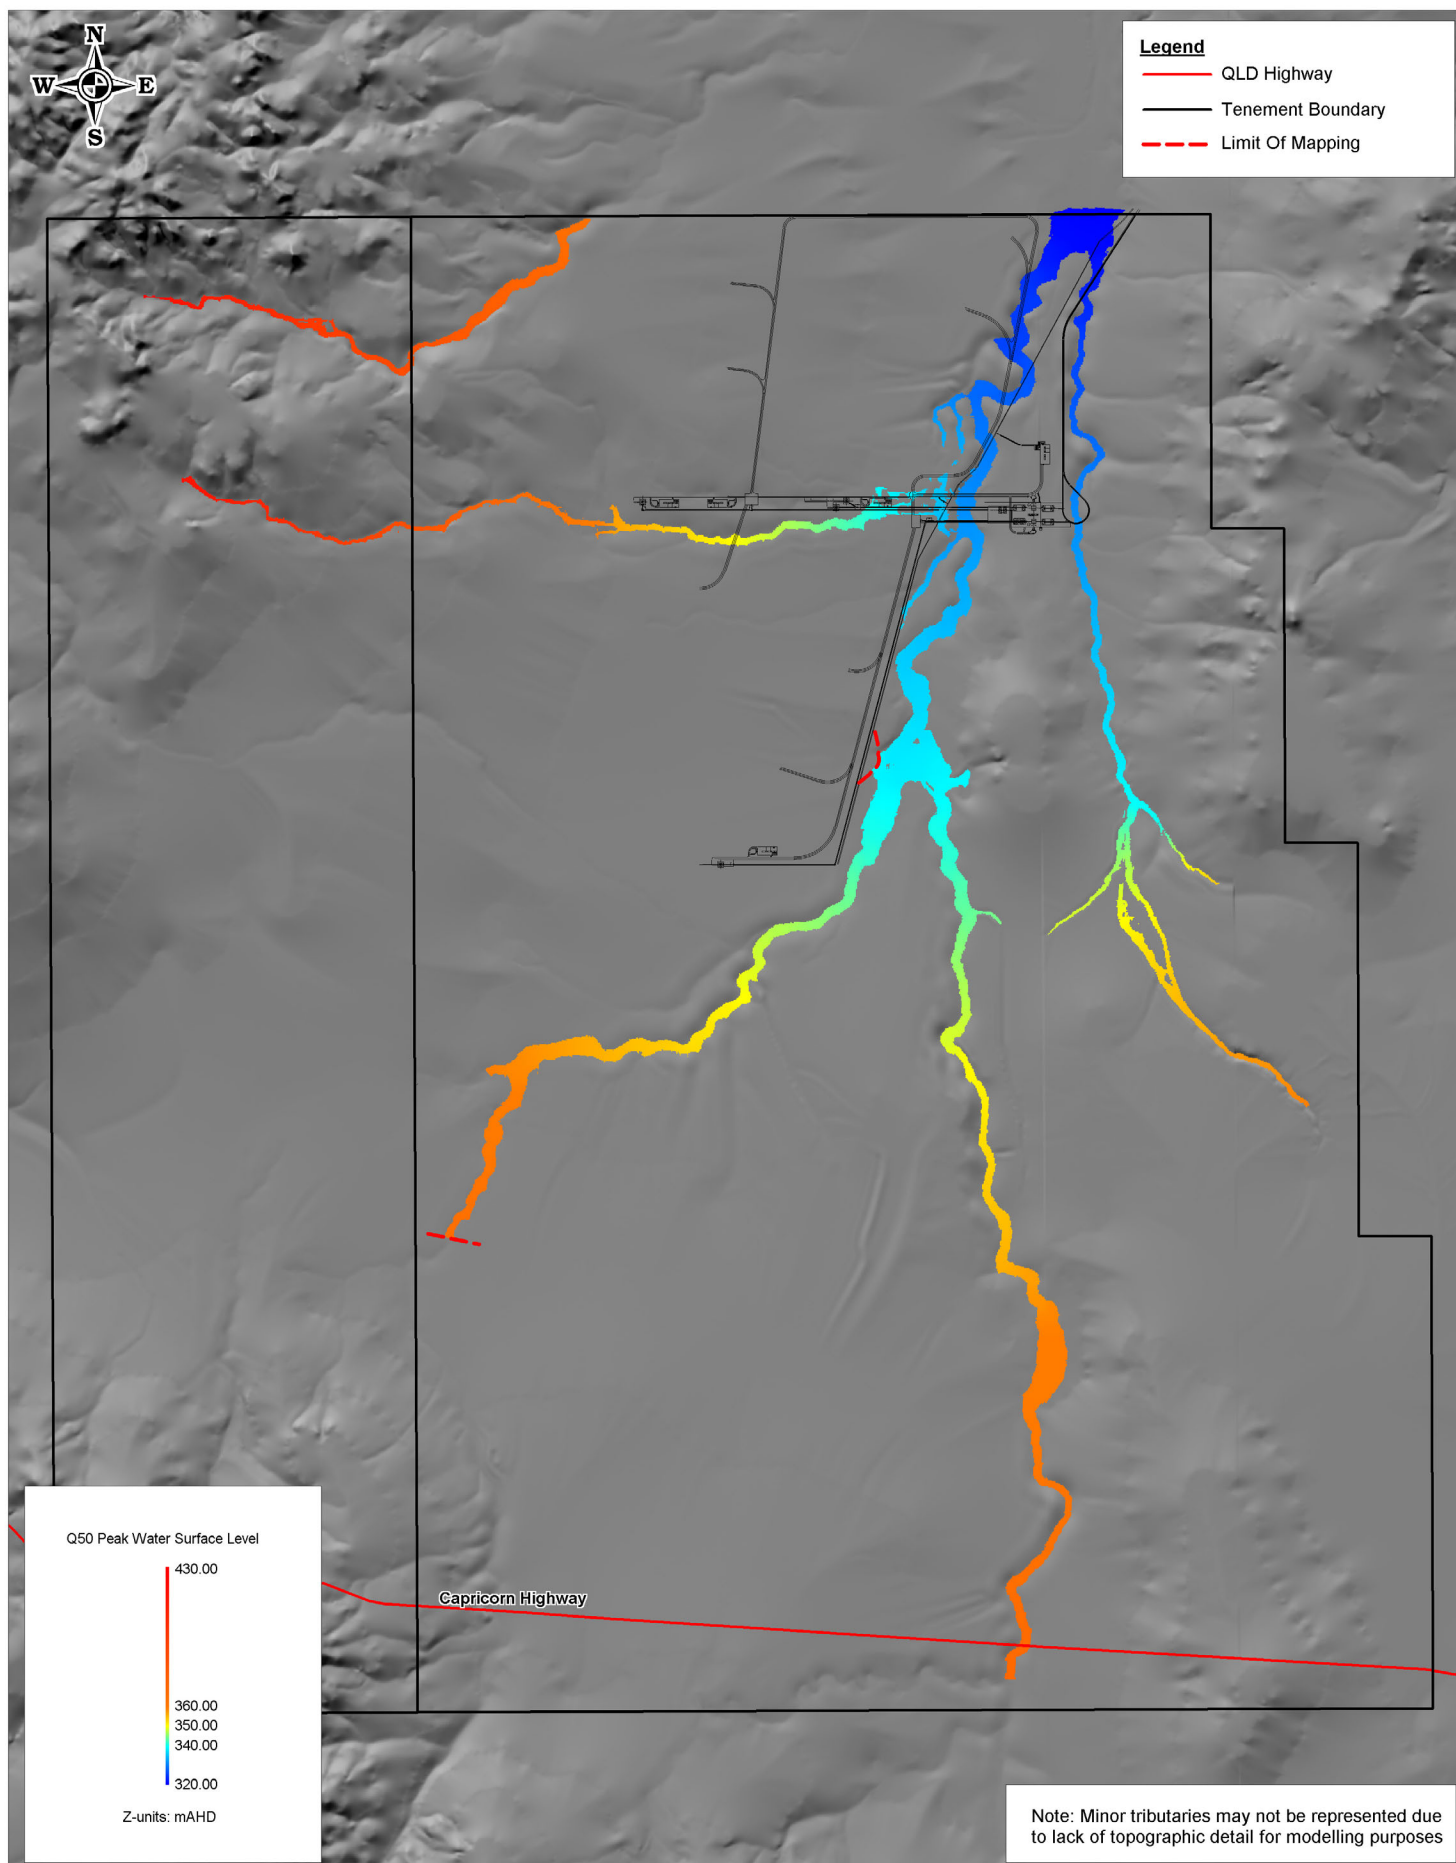 N
W E
S
Legend
QLD Highway
Tenement Boundary
Limit Of Mapping
Capricorn Highway
Q50 Peak Water Surface Level
430.00
360.00
350.00
340.00
320.00
Z-units: mAHD
Note: Minor tributaries may not be represented due
to lack of topographic detail for modelling purposes